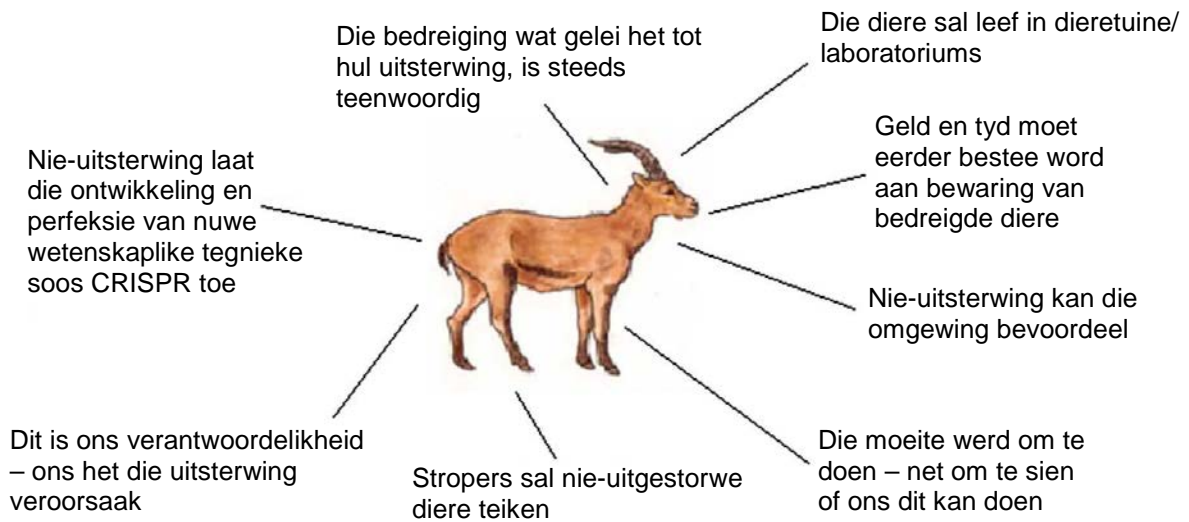 Die bedreiging wat gelei het tot
hul uitsterwing, is steeds
teenwoordig
Die diere sal leef in dieretuine/
laboratoriums
Geld en tyd moet
eerder bestee word
aan bewaring van
bedreigde diere
Nie-uitsterwing laat
die ontwikkeling en
perfeksie van nuwe
wetenskaplike tegnieke
soos CRISPR toe
Nie-uitsterwing kan die
omgewing bevoordeel
Dit is ons verantwoordelikheid
– ons het die uitsterwing
veroorsaak
Stropers sal nie-uitgestorwe
diere teiken
Die moeite werd om te
doen – net om te sien
of ons dit kan doen